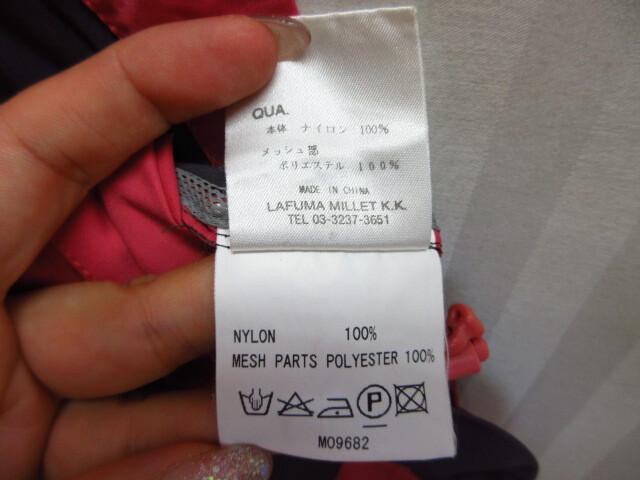 QUA.
本体 ナイロン 100%
メッシュ部
ポリエステル 100%
MADE IN CHINA
LAFUMA MILLET K.K.
TEL 03-3237-3651
NYLON 100%
MESH PARTS POLYESTER 100%
P
MO9682